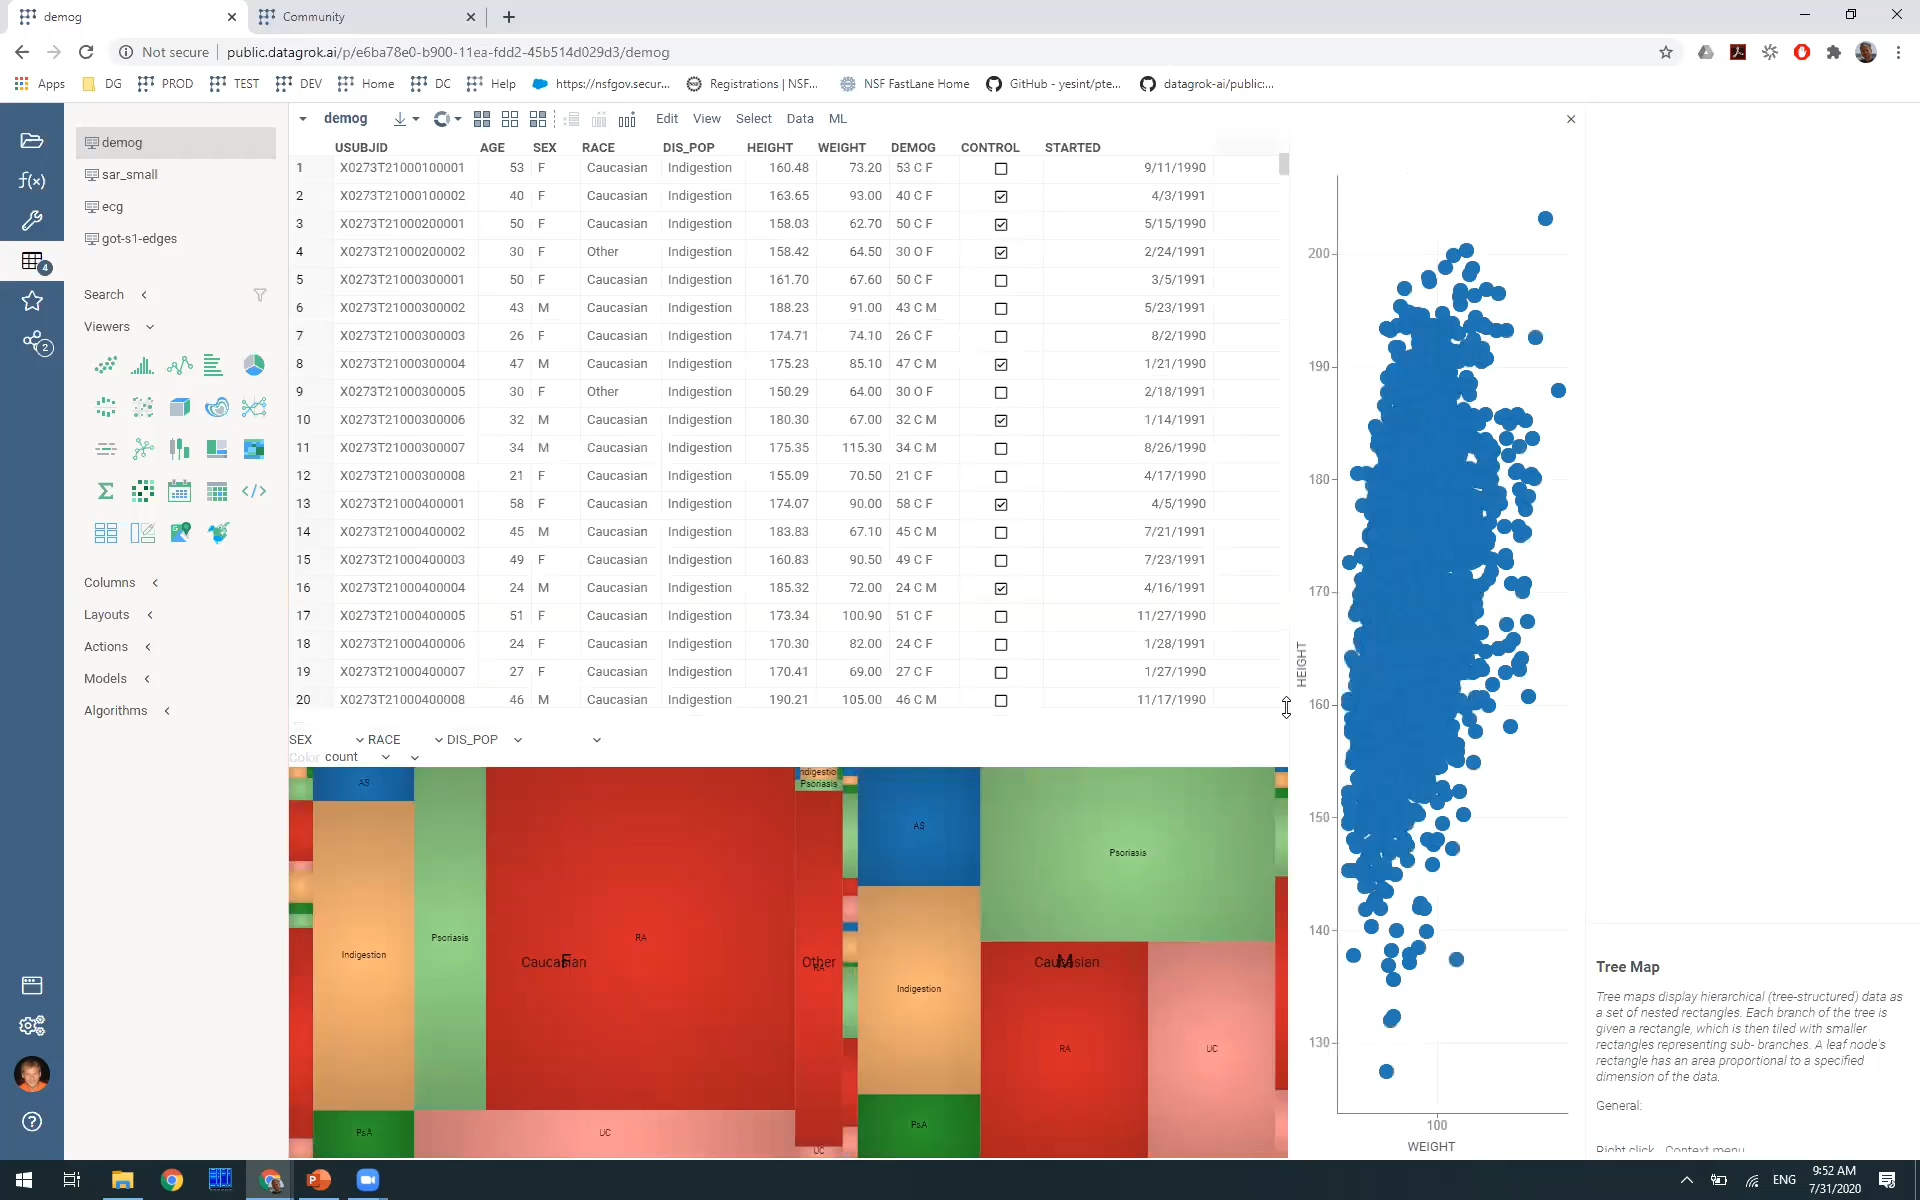 demog
Community
Not secure
public.datagrok.ai/p/e6ba78e0-b900-11ea-fdd2-45b514d029d3/demog
Apps DG PROD TEST DEV Home DC Help https://nsfgov.secur... Registrations | NSF... NSF FastLane Home GitHub - yesint/pte... datagrok-ai/public:...
demog
sar_small
ecg
got-s1-edges
4
2
Search
Viewers
Columns
Layouts
Actions
Models
Algorithms
demog Edit View Select Data ML
USUBJID AGE SEX RACE DIS_POP HEIGHT WEIGHT DEMOG CONTROL STARTED
1 X0273T21000100001 53 F Caucasian Indigestion 160.48 73.20 53 C F 9/11/1990
2 X0273T21000100002 40 F Caucasian Indigestion 163.65 93.00 40 C F 4/3/1991
3 X0273T21000200001 50 F Caucasian Indigestion 158.03 62.70 50 C F 5/15/1990
4 X0273T21000200002 30 F Other Indigestion 158.42 64.50 30 O F 2/24/1991
5 X0273T21000300001 50 F Caucasian Indigestion 161.70 67.60 50 C F 3/5/1991
6 X0273T21000300002 43 M Caucasian Indigestion 188.23 91.00 43 C M 5/23/1991
7 X0273T21000300003 26 F Caucasian Indigestion 174.71 74.10 26 C F 8/2/1990
8 X0273T21000300004 47 M Caucasian Indigestion 175.23 85.10 47 C M 1/21/1990
9 X0273T21000300005 30 F Other Indigestion 150.29 64.00 30 O F 2/18/1991
10 X0273T21000300006 32 M Caucasian Indigestion 180.30 67.00 32 C M 1/14/1991
11 X0273T21000300007 34 M Caucasian Indigestion 175.35 115.30 34 C M 8/26/1990
12 X0273T21000300008 21 F Caucasian Indigestion 155.09 70.50 21 C F 4/17/1990
13 X0273T21000400001 58 F Caucasian Indigestion 174.07 90.00 58 C F 4/5/1990
14 X0273T21000400002 45 M Caucasian Indigestion 183.83 67.10 45 C M 7/21/1991
15 X0273T21000400003 49 F Caucasian Indigestion 160.83 90.50 49 C F 7/23/1991
16 X0273T21000400004 24 M Caucasian Indigestion 185.32 72.00 24 C M 4/16/1991
17 X0273T21000400005 51 F Caucasian Indigestion 173.34 100.90 51 C F 11/27/1990
18 X0273T21000400006 24 F Caucasian Indigestion 170.30 82.00 24 C F 1/28/1991
19 X0273T21000400007 27 F Caucasian Indigestion 170.41 69.00 27 C F 1/27/1990
20 X0273T21000400008 46 M Caucasian Indigestion 190.21 105.00 46 C M 11/17/1990
SEX RACE DIS_POP
Color count
AS
Indigestion
PsA
Psoriasis
RA
Caucasian
F
UC
Indigestion
Psoriasis
Other
RA
UC
AS
Indigestion
PsA
Psoriasis
Caucasian
M
RA
UC
HEIGHT
200
190
180
170
160
150
140
130
100
WEIGHT
Tree Map
Tree maps display hierarchical (tree-structured) data as
a set of nested rectangles. Each branch of the tree is
given a rectangle, which is then tiled with smaller
rectangles representing sub- branches. A leaf node's
rectangle has an area proportional to a specified
dimension of the data.
General:
Right click Context menu
ENG
9:52 AM
7/31/2020